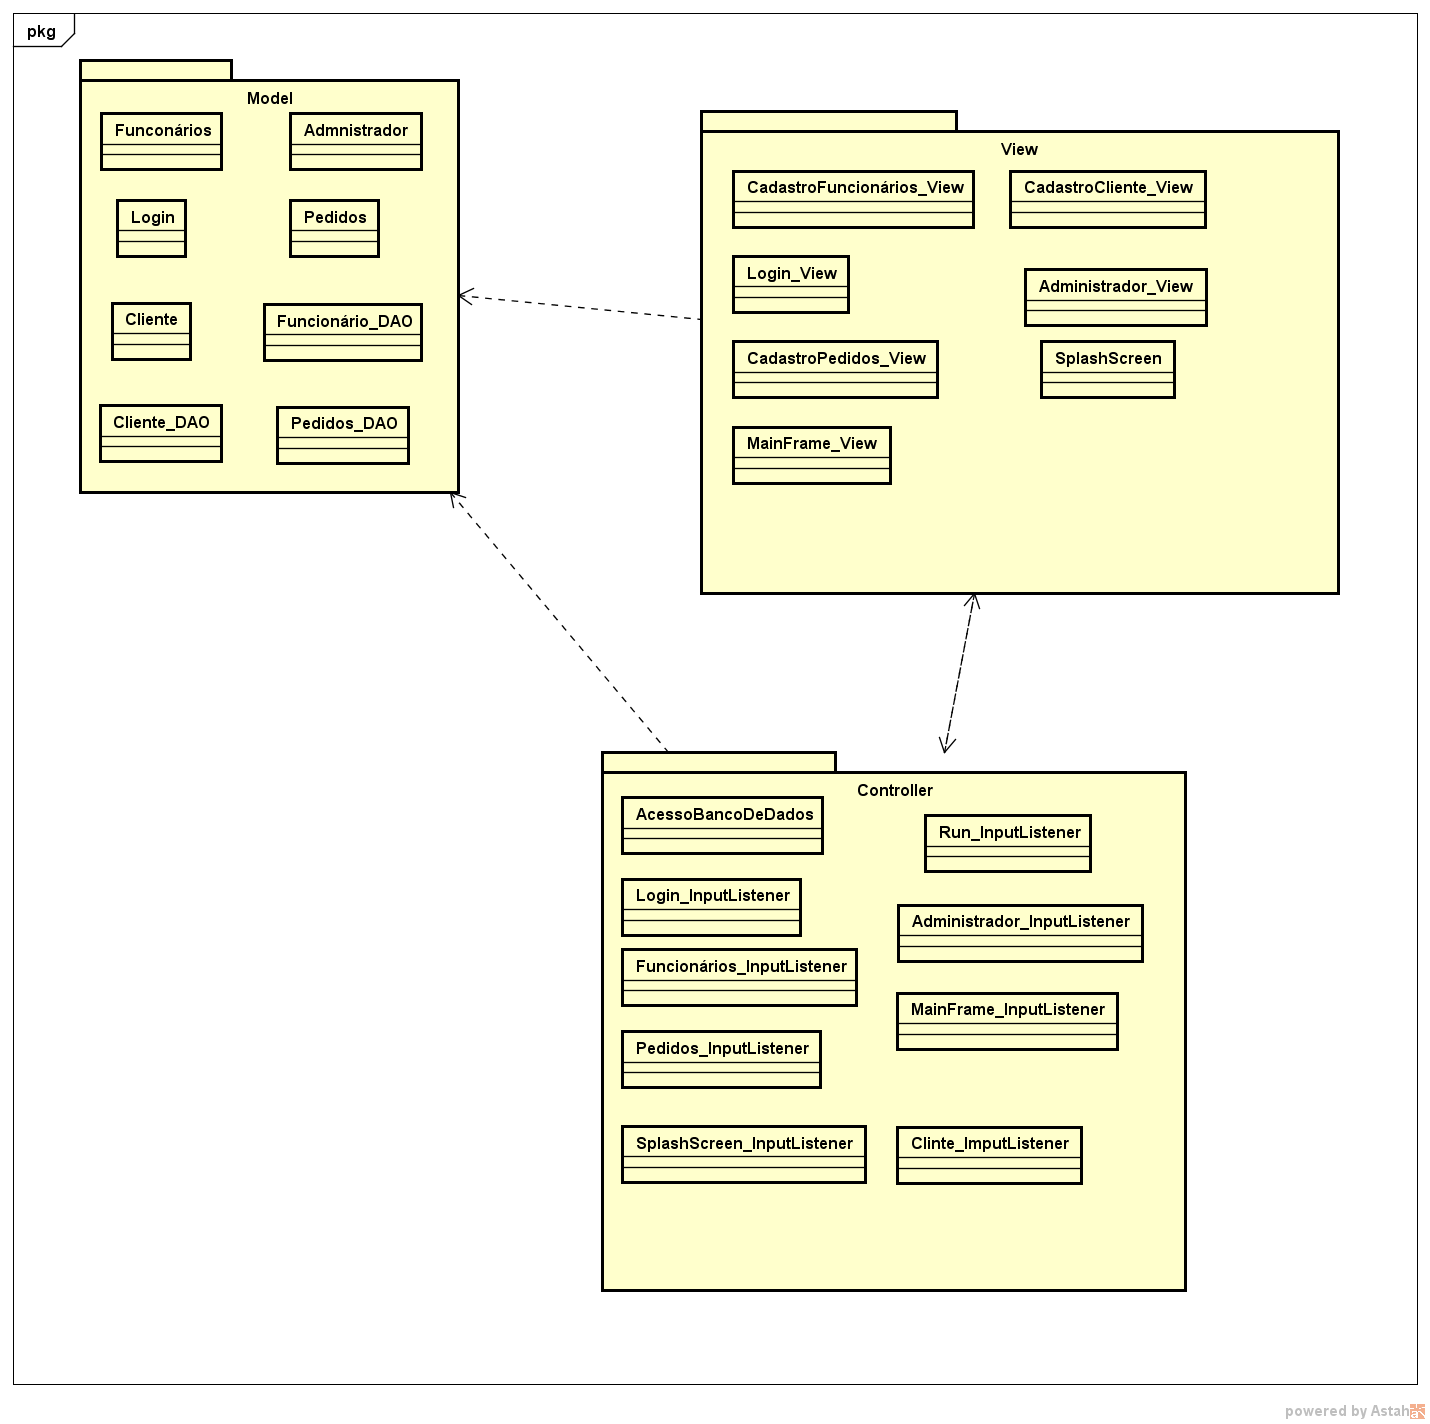 pkg
Model
Funconários
Admnistrador
Login
Pedidos
Cliente
Funcionário_DAO
Cliente_DAO
Pedidos_DAO
View
CadastroFuncionários_View
CadastroCliente_View
Login_View
Administrador_View
CadastroPedidos_View
SplashScreen
MainFrame_View
Controller
AcessoBancoDeDados
Run_InputListener
Login_InputListener
Administrador_InputListener
Funcionários_InputListener
MainFrame_InputListener
Pedidos_InputListener
SplashScreen_InputListener
Clinte_ImputListener
powered by Astah